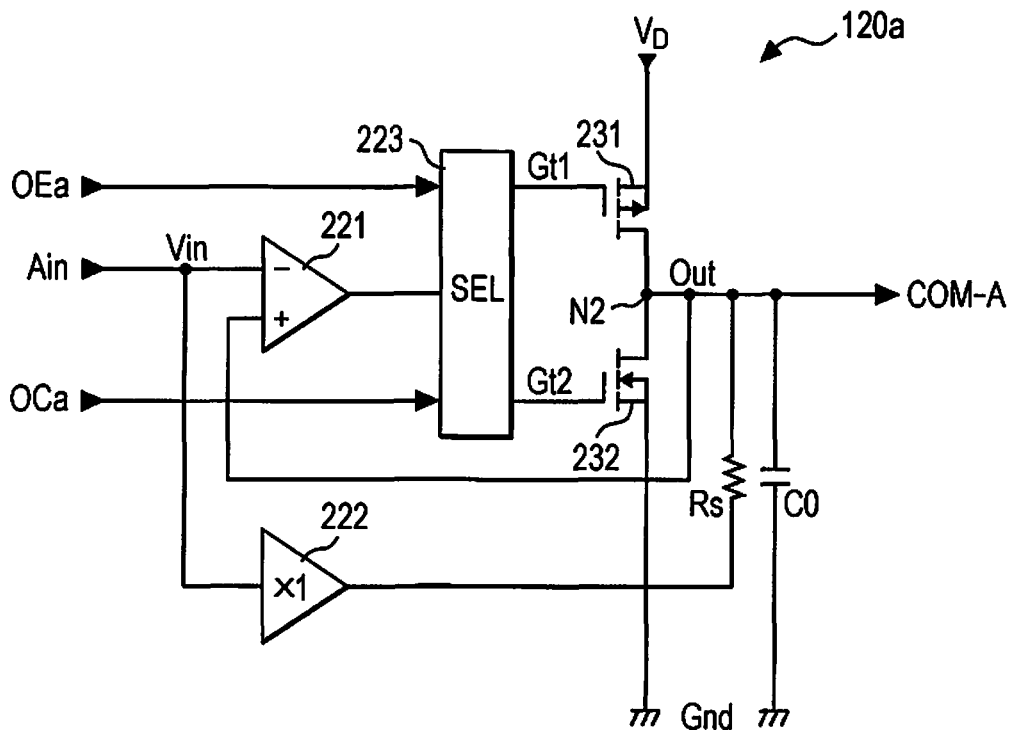 120a
VD
231
223
Gt1
OEa
221
Ain
Vin
−
+
SEL
Out
N2
COM-A
OCa
Gt2
232
Rs
C0
222
×1
Gnd